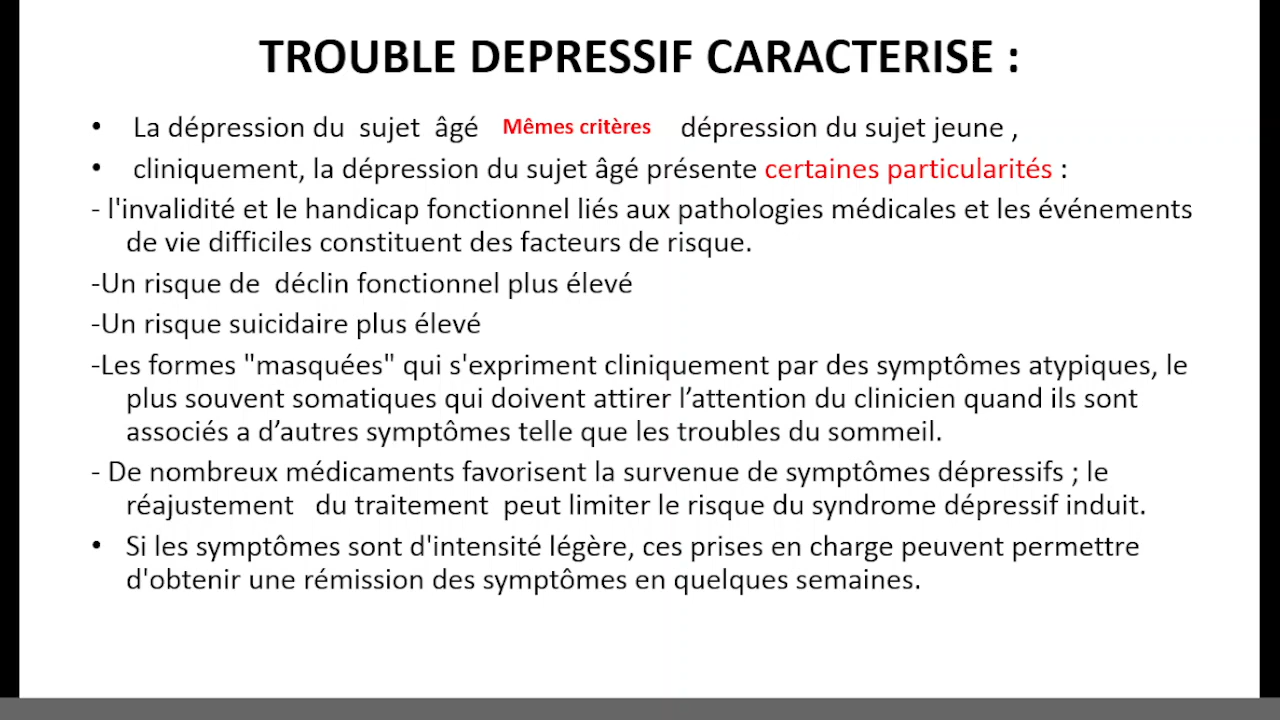 TROUBLE DEPRESSIF CARACTERISE :
• La dépression du sujet âgé Mêmes critères dépression du sujet jeune ,
• cliniquement, la dépression du sujet âgé présente certaines particularités :
- l'invalidité et le handicap fonctionnel liés aux pathologies médicales et les événements
de vie difficiles constituent des facteurs de risque.
-Un risque de déclin fonctionnel plus élevé
-Un risque suicidaire plus élevé
-Les formes "masquées" qui s'expriment cliniquement par des symptômes atypiques, le
plus souvent somatiques qui doivent attirer l’attention du clinicien quand ils sont
associés a d’autres symptômes telle que les troubles du sommeil.
- De nombreux médicaments favorisent la survenue de symptômes dépressifs ; le
réajustement du traitement peut limiter le risque du syndrome dépressif induit.
• Si les symptômes sont d'intensité légère, ces prises en charge peuvent permettre
d'obtenir une rémission des symptômes en quelques semaines.